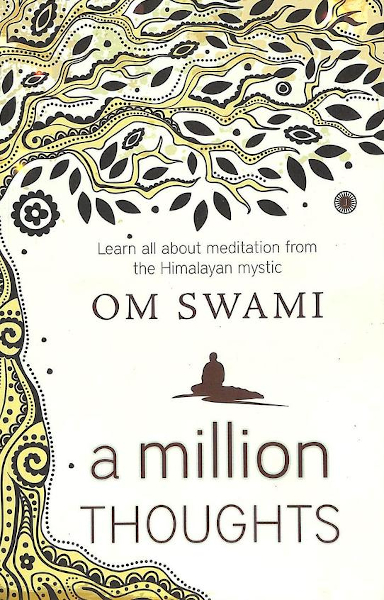 Learn all about meditation from
the Himalayan mystic
OM SWAMI
a million
THOUGHTS